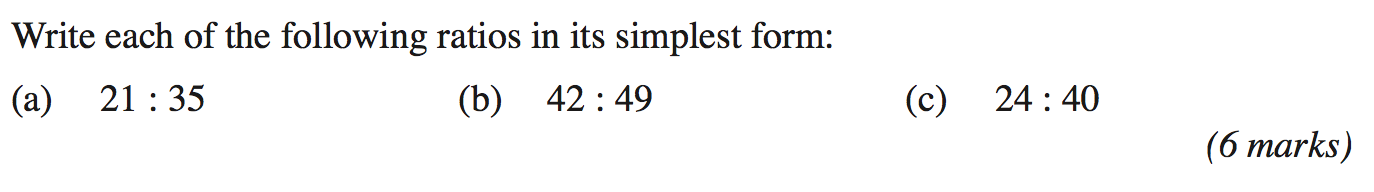 Write each of the following ratios in its simplest form:
(a) 21 : 35 (b) 42 : 49 (c) 24 : 40
(6 marks)